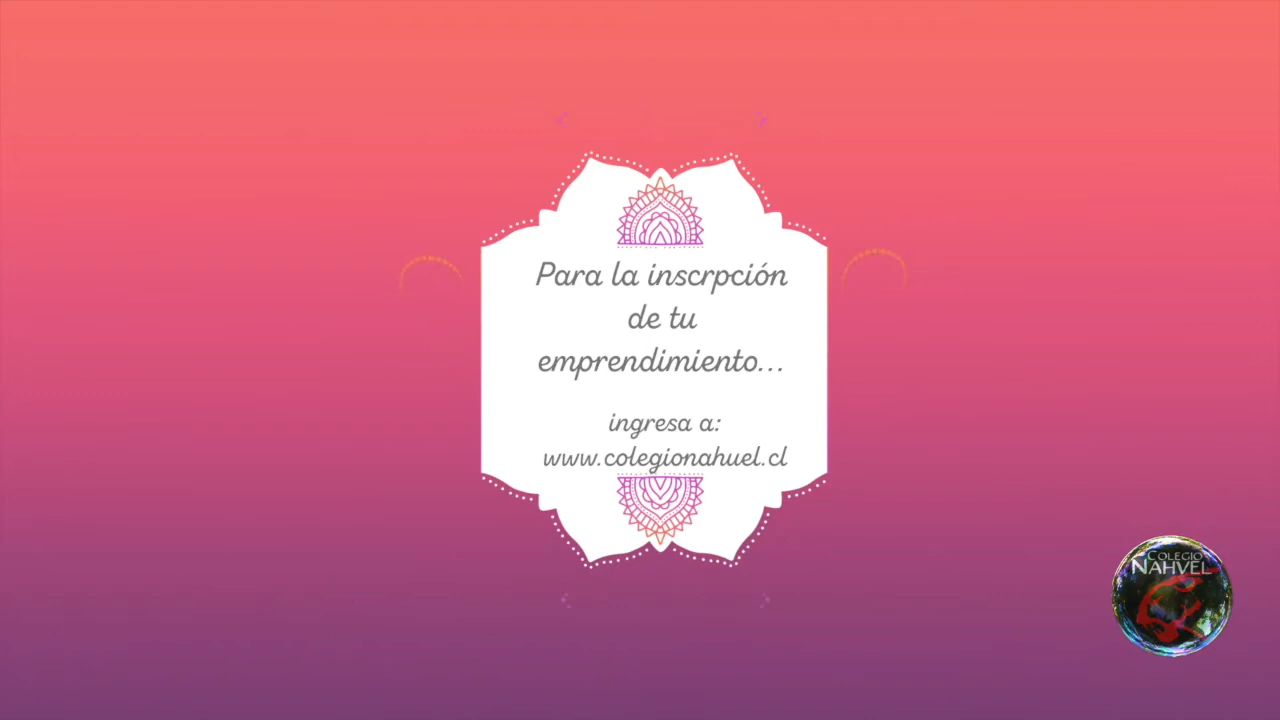 Para la inscrpción
de tu
emprendimiento...
ingresa a:
www.colegionahuel.cl
COLEGIO
NAHVEL